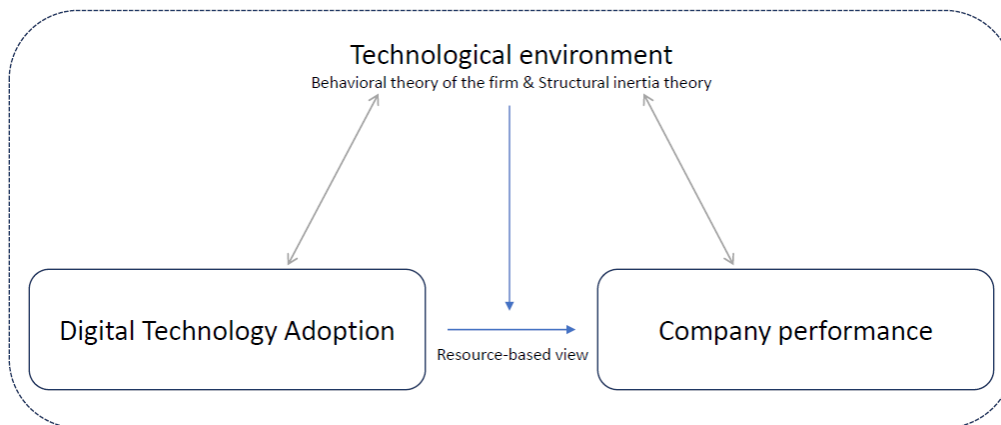 Technological environment
Behavioral theory of the firm & Structural inertia theory
Digital Technology Adoption
Company performance
Resource-based view